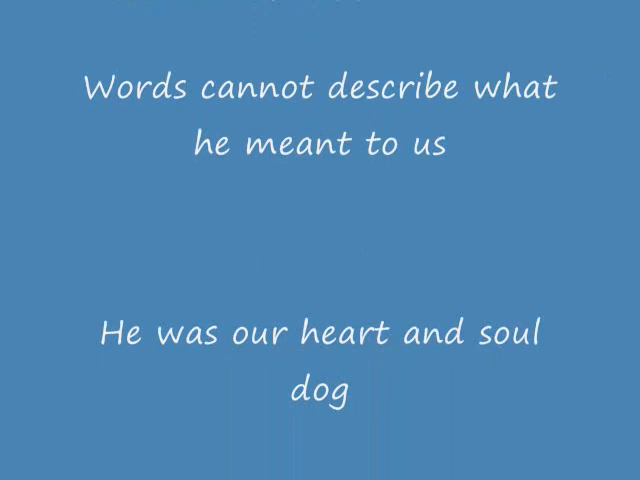 Words cannot describe what
he meant to us
He was our heart and soul
dog